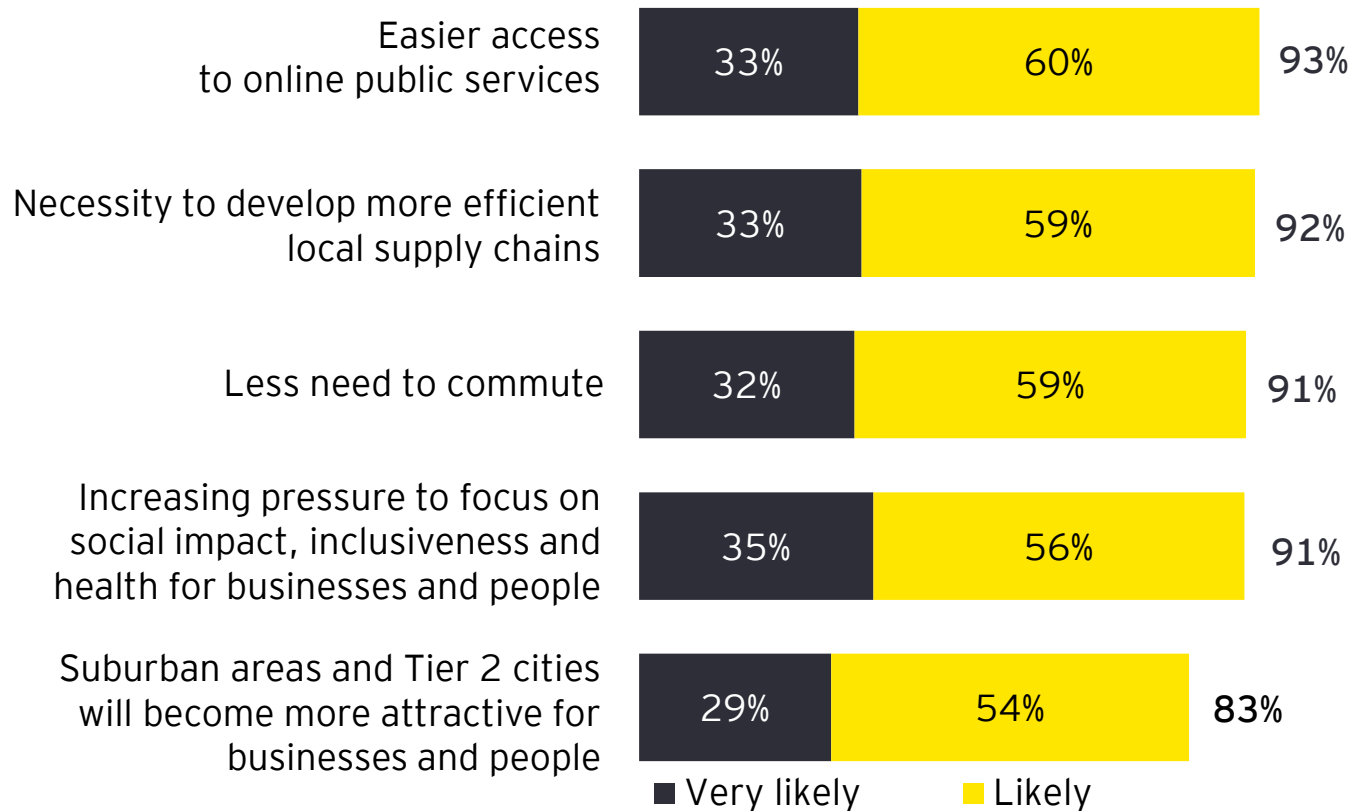 Easier access
to online public services
33%
60%
93%
Necessity to develop more efficient
local supply chains
33%
59%
92%
Less need to commute
32%
59%
91%
Increasing pressure to focus on
social impact, inclusiveness and
health for businesses and people
35%
56%
91%
Suburban areas and Tier 2 cities
will become more attractive for
businesses and people
29%
54%
83%
Very likely
Likely